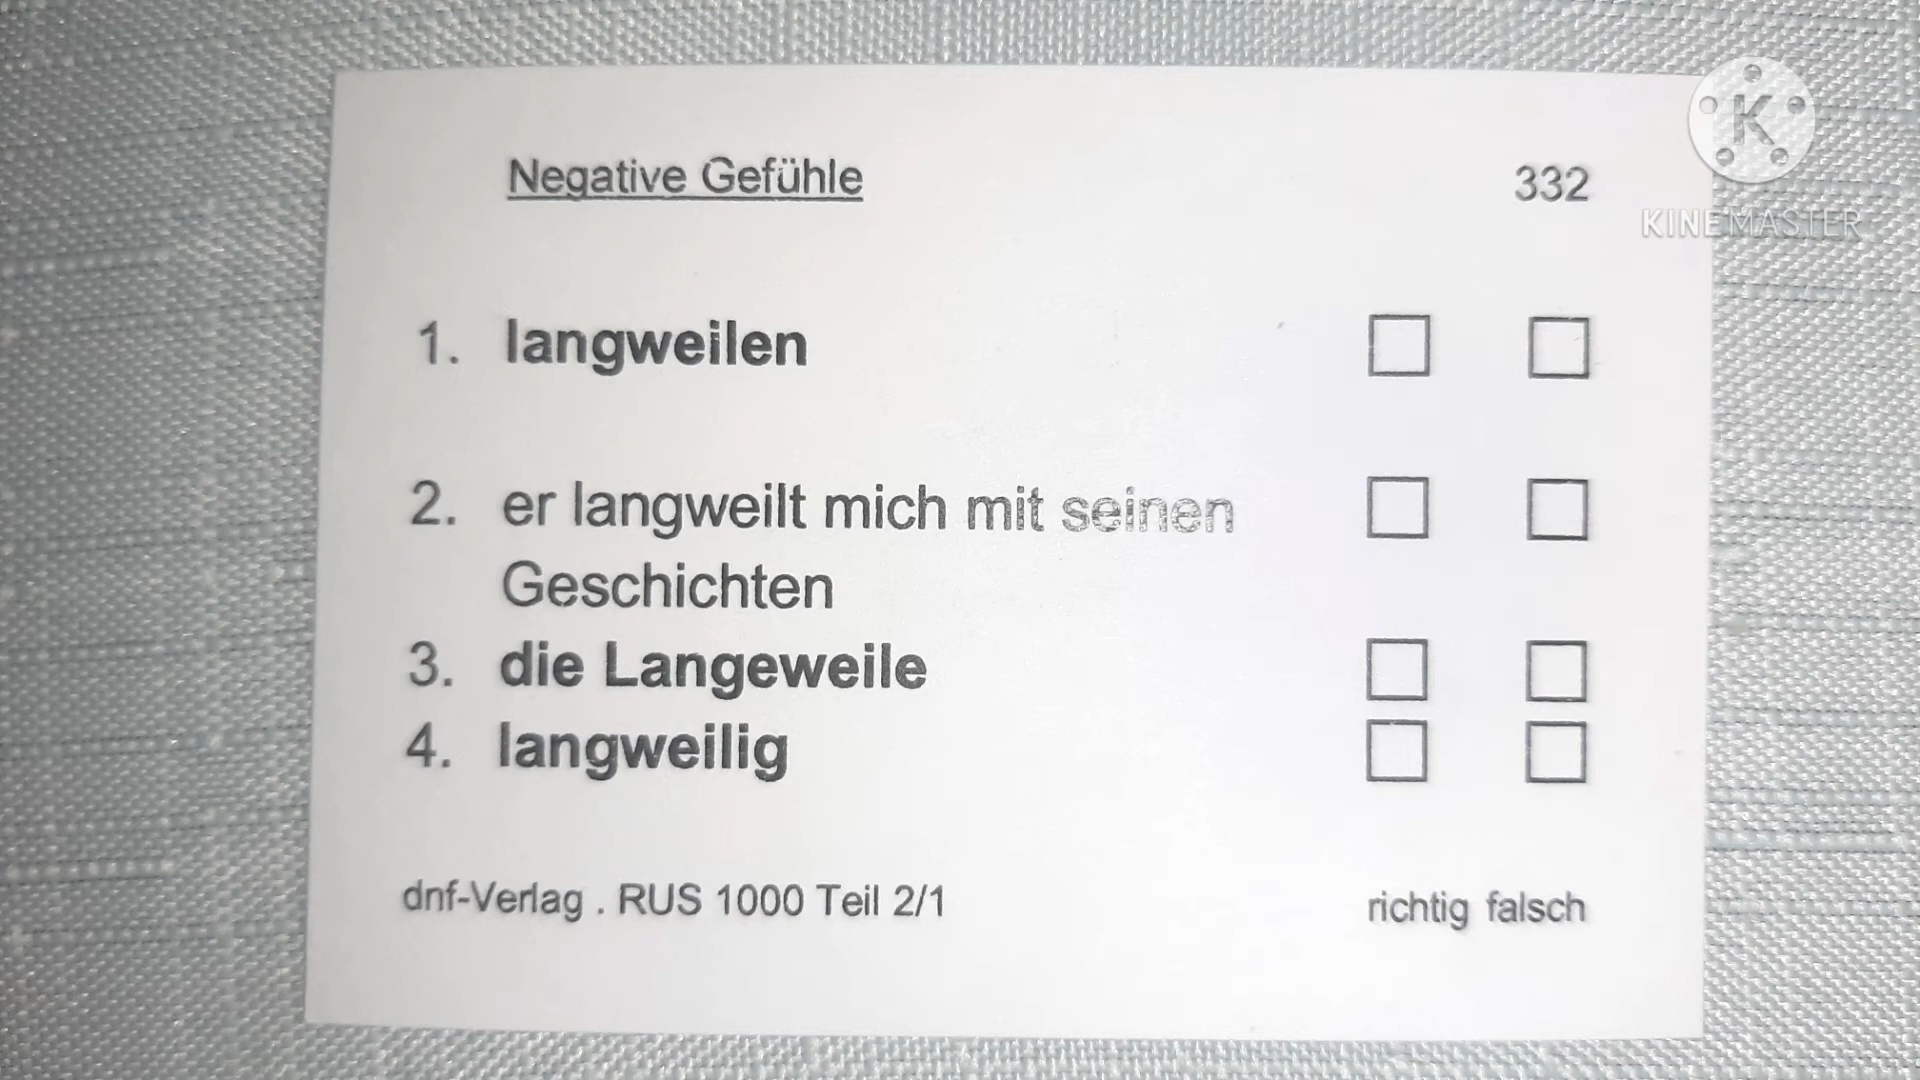 Negative Gefühle 332
1. langweilen
2. er langweilt mich mit seinen
Geschichten
3. die Langeweile
4. langweilig
dnf-Verlag . RUS 1000 Teil 2/1 richtig falsch
K
KINEMASTER